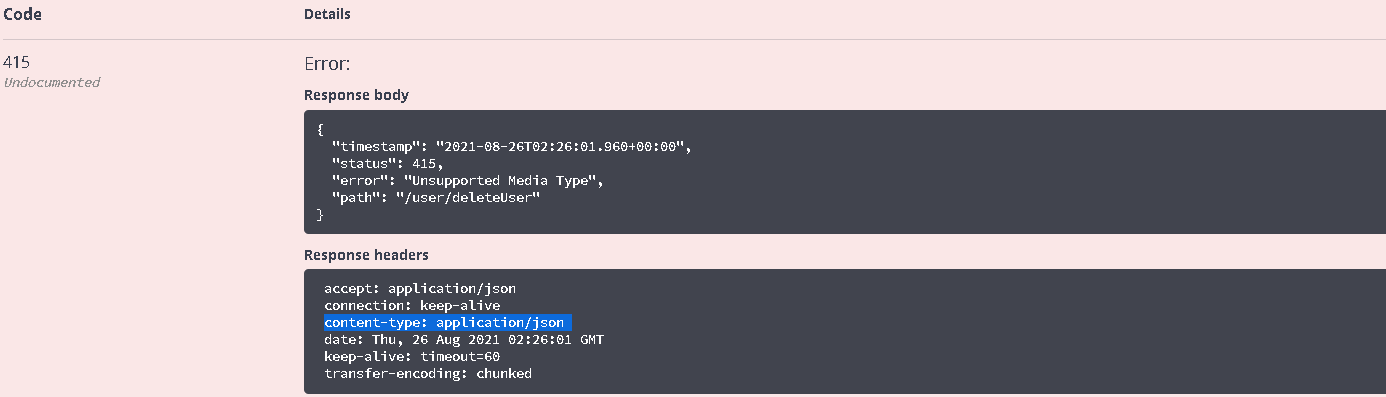 Code Details
415 Error:
Undocumented
Response body
{
  "timestamp": "2021-08-26T02:26:01.960+00:00",
  "status": 415,
  "error": "Unsupported Media Type",
  "path": "/user/deleteUser"
}
Response headers
accept: application/json
connection: keep-alive
content-type: application/json
date: Thu, 26 Aug 2021 02:26:01 GMT
keep-alive: timeout=60
transfer-encoding: chunked